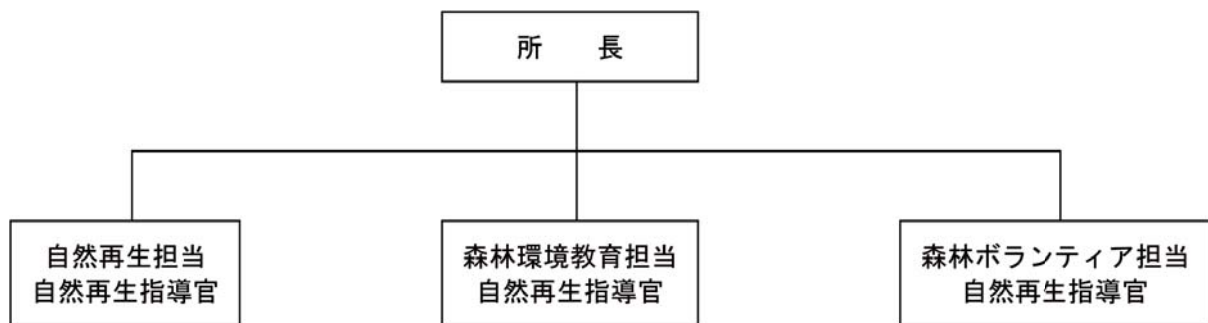 所　　長
自然再生担当
自然再生指導官
森林環境教育担当
自然再生指導官
森林ボランティア担当
自然再生指導官